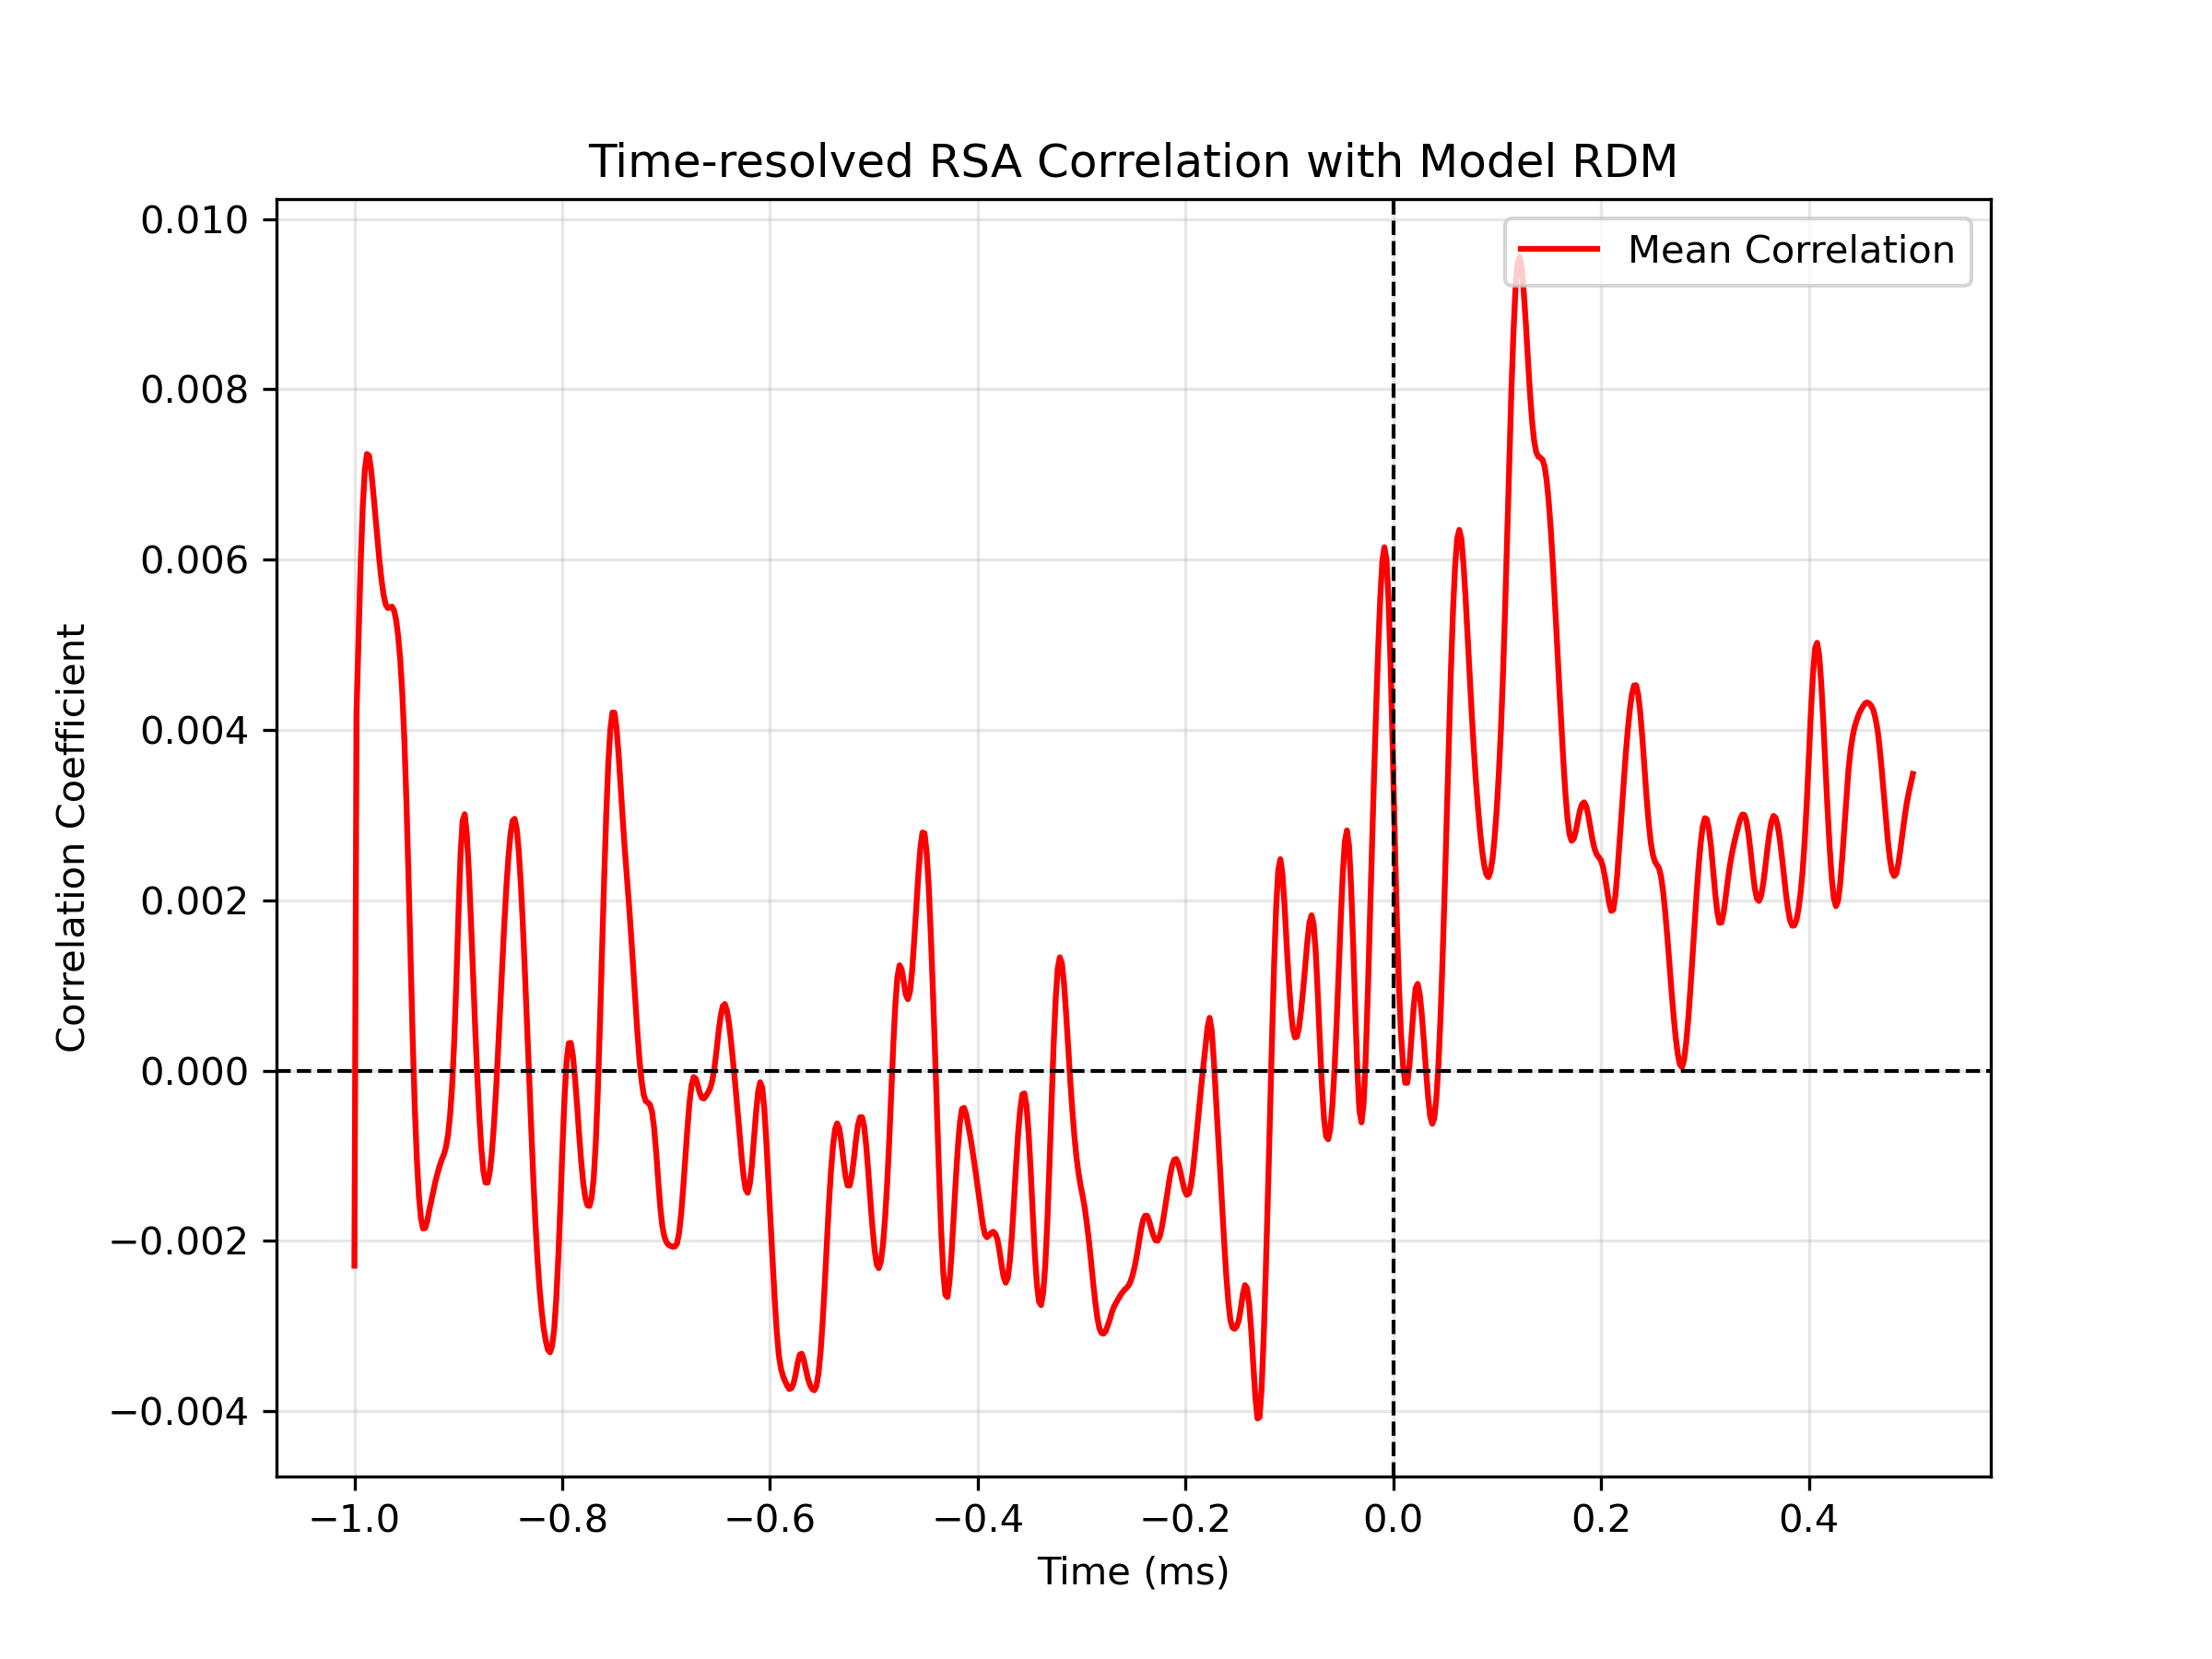 Time-resolved RSA Correlation with Model RDM
Mean Correlation
Correlation Coefficient
0.010
0.008
0.006
0.004
0.002
0.000
−0.002
−0.004
−1.0 −0.8 −0.6 −0.4 −0.2 0.0 0.2 0.4
Time (ms)